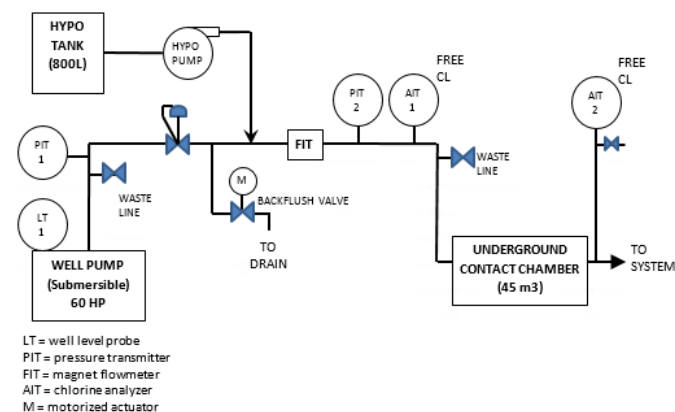 HYPO
TANK
(800L)
HYPO
PUMP
FREE
CL
FREE
CL
PIT
2
AIT
1
AIT
2
PIT
1
FIT
WASTE
LINE
WASTE
LINE
M
BACKFLUSH VALVE
TO
DRAIN
LT
1
WELL PUMP
(Submersible)
60 HP
UNDERGROUND
CONTACT CHAMBER
(45 m3)
TO
SYSTEM
LT = well level probe
PIT = pressure transmitter
FIT = magnet flowmeter
AIT = chlorine analyzer
M = motorized actuator